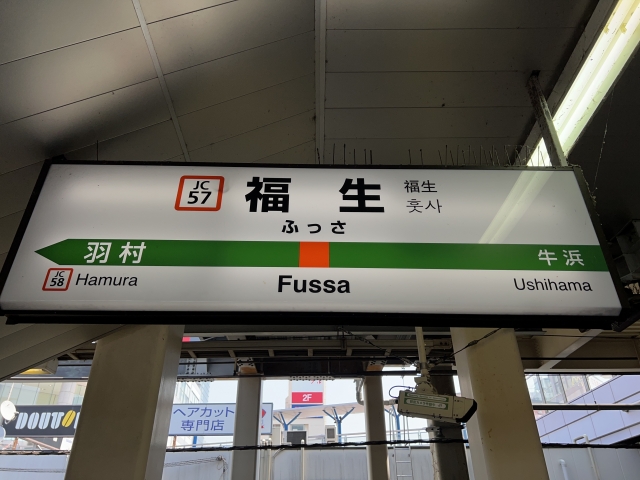 JC
57
福生
福生
훗사
ふっさ
羽村
牛浜
JC
58
Hamura
Fussa
Ushihama
2F
ヘアカット
専門店